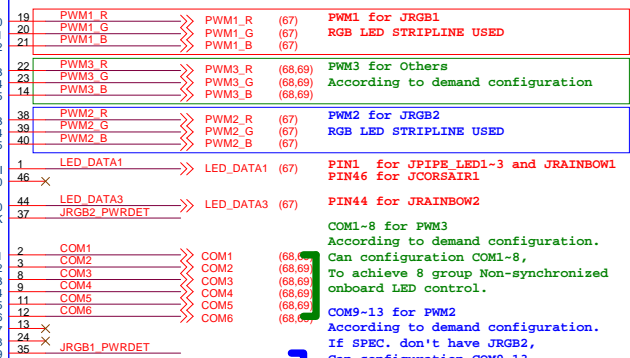 19 PWM1_R PWM1_R (67) PWM1 for JRGB1
20 PWM1_G PWM1_G (67) RGB LED STRIPLINE USED
21 PWM1_B PWM1_B (67)
22 PWM3_R PWM3_R (68,69) PWM3 for Others
23 PWM3_G PWM3_G (68,69) According to demand configuration
14 PWM3_B PWM3_B (68,69)
38 PWM2_R PWM2_R (67) PWM2 for JRGB2
39 PWM2_G PWM2_G (67) RGB LED STRIPLINE USED
40 PWM2_B PWM2_B (67)
1 LED_DATA1 LED_DATA1 (67) PIN1 for JPIPE_LED1~3 and JRAINBOW1
46 PIN46 for JCORSAIR1
44 LED_DATA3 LED_DATA3 (67) PIN44 for JRAINBOW2
37 JRGB2_PWRDET
COM1~8 for PWM3
According to demand configuration.
2 COM1 COM1 (68,69) Can configuration COM1~8,
3 COM2 COM2 (68,69) To achieve 8 group Non-synchronized
8 COM3 COM3 (68,69) onboard LED control.
9 COM4 COM4 (68,69)
11 COM5 COM5 (68,69)
12 COM6 COM6 (68,69) COM9~13 for PWM2
13 According to demand configuration.
24 If SPEC. don't have JRGB2,
35 JRGB1_PWRDET Can configuration COM9~13